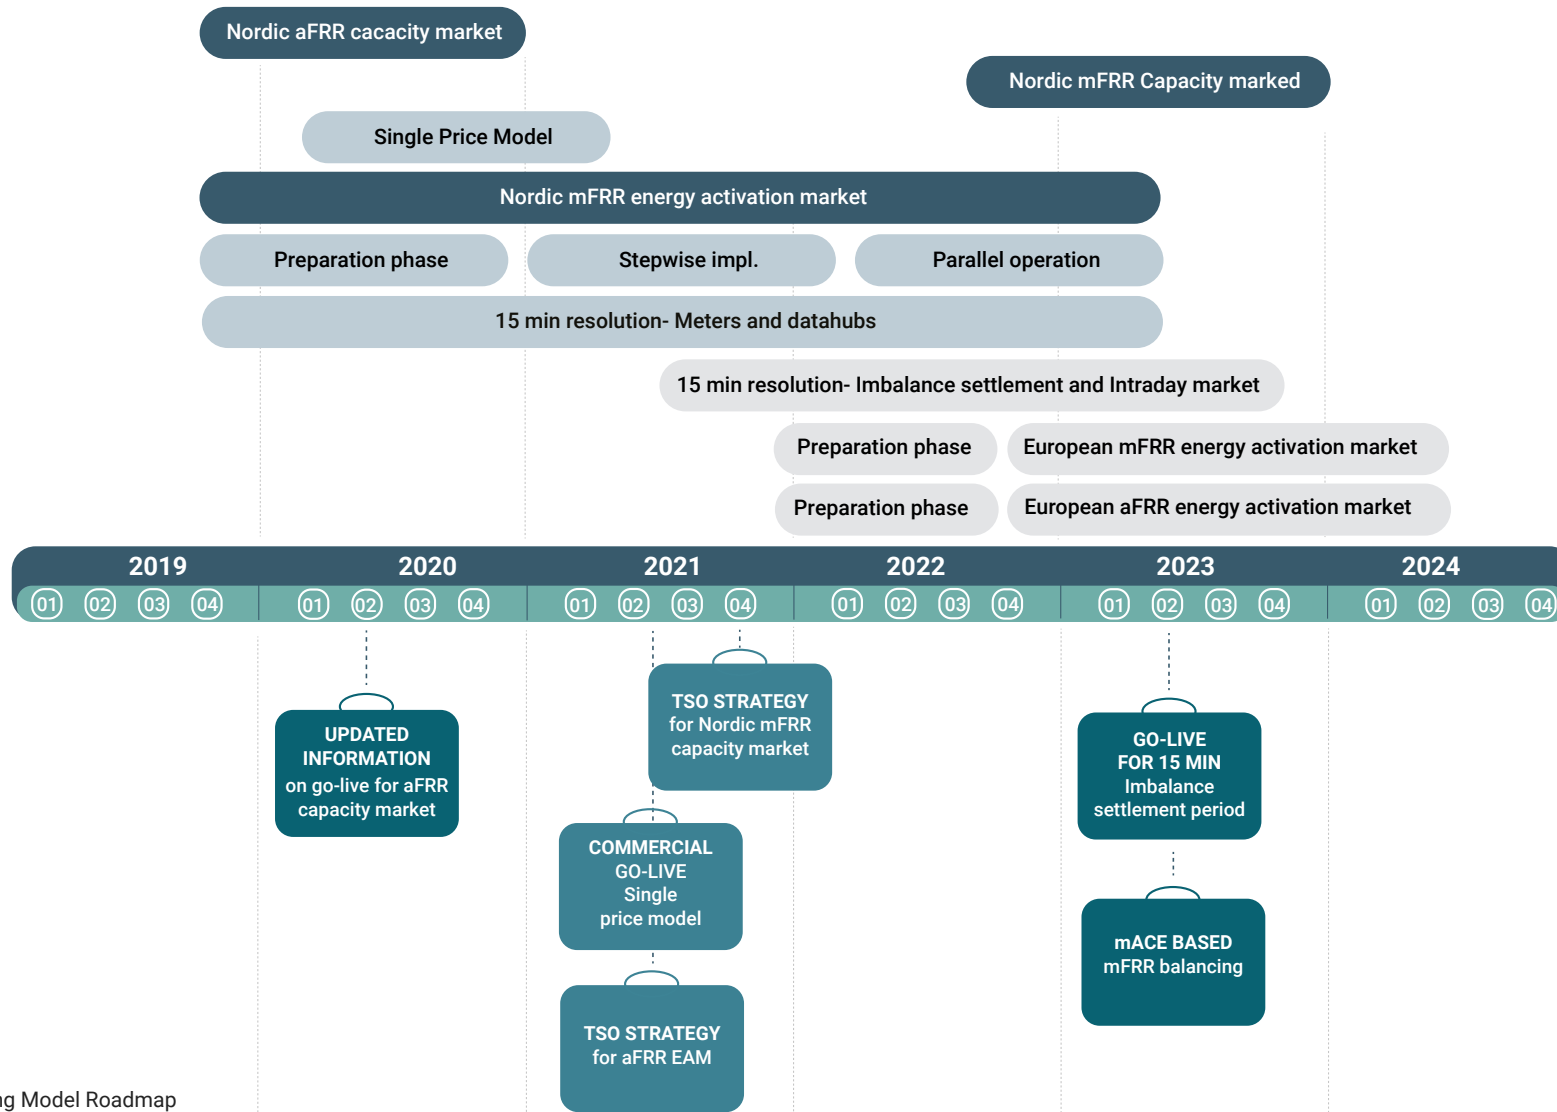 Nordic aFRR cacacity market
Nordic mFRR Capacity marked
Single Price Model
Nordic mFRR energy activation market
Preparation phase
Stepwise impl.
Parallel operation
15 min resolution- Meters and datahubs
15 min resolution- Imbalance settlement and Intraday market
Preparation phase
European mFRR energy activation market
Preparation phase
European aFRR energy activation market
2019 2020 2021 2022 2023 2024
01 02 03 04 01 02 03 04 01 02 03 04 01 02 03 04 01 02 03 04 01 02 03 04
UPDATED
INFORMATION
on go-live for aFRR
capacity market
TSO STRATEGY
for Nordic mFRR
capacity market
COMMERCIAL
GO-LIVE
Single
price model
TSO STRATEGY
for aFRR EAM
GO-LIVE
FOR 15 MIN
Imbalance
settlement period
mACE BASED
mFRR balancing
Model Roadmap